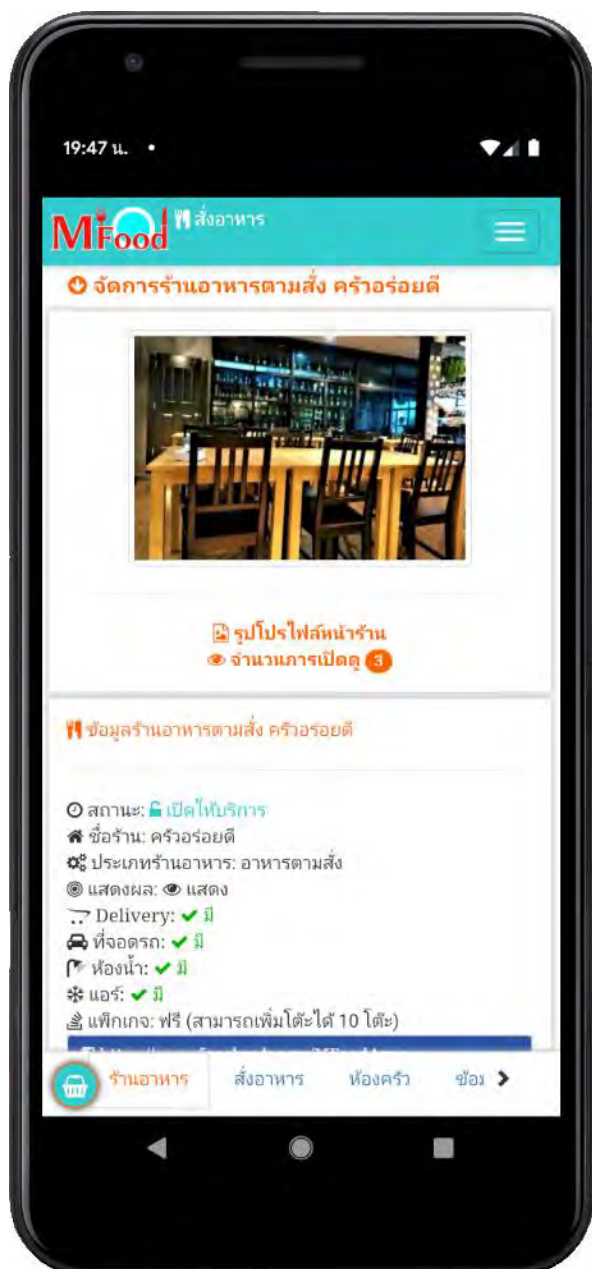 19:47 น. •
MFood สั่งอาหาร
จัดการร้านอาหารตามสั่ง ครัวอร่อยดี
รูปโปรไฟล์หน้าร้าน
จำนวนการเปิดดู 3
ข้อมูลร้านอาหารตามสั่ง ครัวอร่อยดี
สถานะ: เปิดให้บริการ
ชื่อร้าน: ครัวอร่อยดี
ประเภทร้านอาหาร: อาหารตามสั่ง
แสดงผล: แสดง
Delivery: มี
ที่จอดรถ: มี
ห้องน้ำ: มี
แอร์: มี
แพ็กเกจ: ฟรี (สามารถเพิ่มโต๊ะได้ 10 โต๊ะ)
ร้านอาหาร สั่งอาหาร ห้องครัว